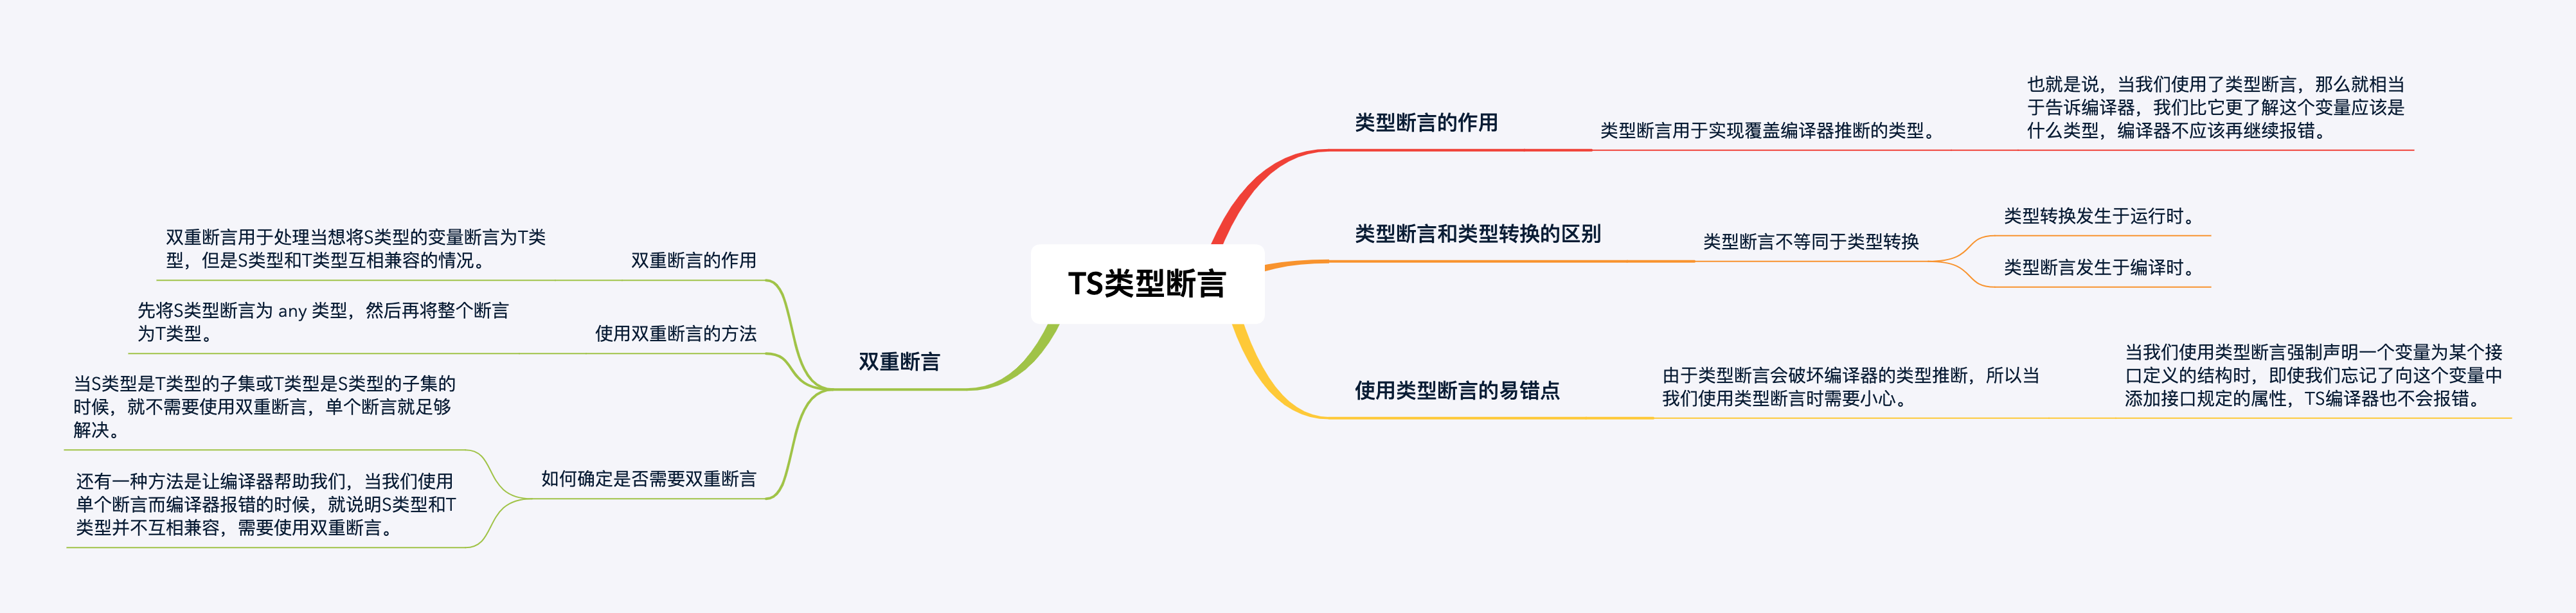 TS类型断言
类型断言的作用
类型断言用于实现覆盖编译器推断的类型。
也就是说，当我们使用了类型断言，那么就相当
于告诉编译器，我们比它更了解这个变量应该是
什么类型，编译器不应该再继续报错。
类型断言和类型转换的区别
类型断言不等同于类型转换
类型转换发生于运行时。
类型断言发生于编译时。
使用类型断言的易错点
由于类型断言会破坏编译器的类型推断，所以当
我们使用类型断言时需要小心。
当我们使用类型断言强制声明一个变量为某个接
口定义的结构时，即使我们忘记了向这个变量中
添加接口规定的属性，TS编译器也不会报错。
双重断言
双重断言的作用
双重断言用于处理当想将S类型的变量断言为T类
型，但是S类型和T类型互相兼容的情况。
使用双重断言的方法
先将S类型断言为 any 类型，然后再将整个断言
为T类型。
如何确定是否需要双重断言
当S类型是T类型的子集或T类型是S类型的子集的
时候，就不需要使用双重断言，单个断言就足够
解决。
还有一种方法是让编译器帮助我们，当我们使用
单个断言而编译器报错的时候，就说明S类型和T
类型并不互相兼容，需要使用双重断言。